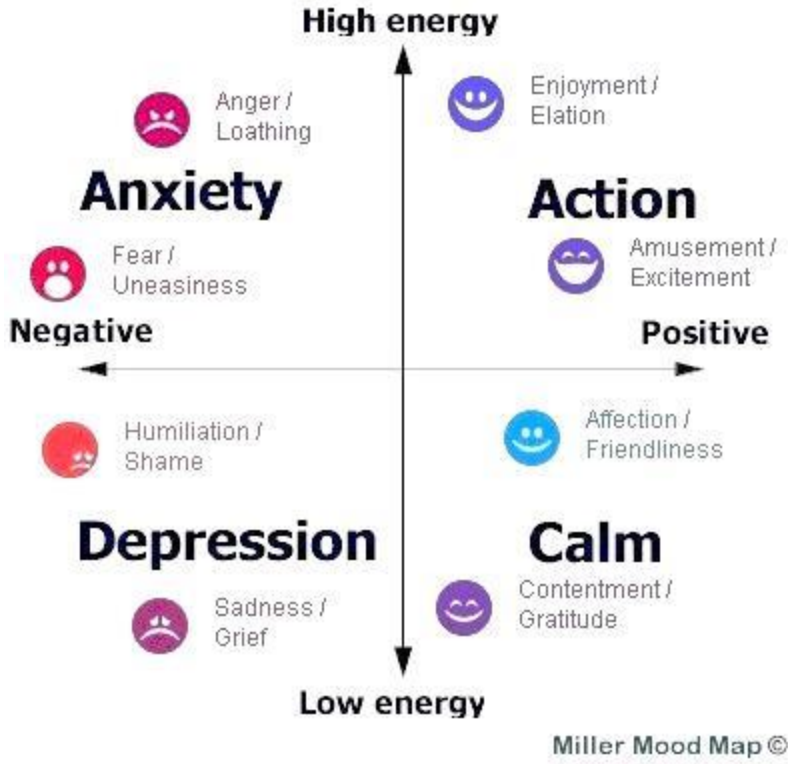 High energy
Anger /
Loathing
Enjoyment /
Elation
Anxiety
Action
Fear /
Uneasiness
Amusement /
Excitement
Negative
Positive
Humiliation /
Shame
Affection /
Friendliness
Depression
Calm
Sadness /
Grief
Contentment /
Gratitude
Low energy
Miller Mood Map ©